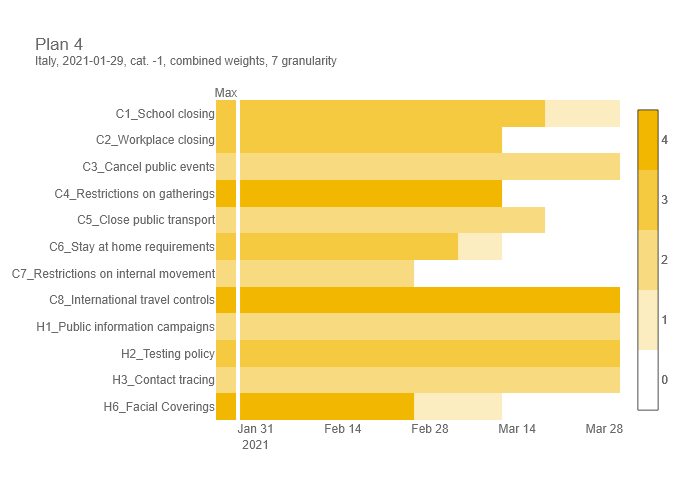 Plan 4
Italy, 2021-01-29, cat. -1, combined weights, 7 granularity
Max
C1_School closing
C2_Workplace closing
C3_Cancel public events
C4_Restrictions on gatherings
C5_Close public transport
C6_Stay at home requirements
C7_Restrictions on internal movement
C8_International travel controls
H1_Public information campaigns
H2_Testing policy
H3_Contact tracing
H6_Facial Coverings
Jan 31 Feb 14 Feb 28 Mar 14 Mar 28
2021
4
3
2
1
0